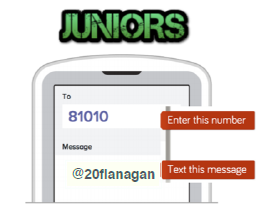 JUNIORS
To
81010
Enter this number
Message
@20flanagan
Text this message